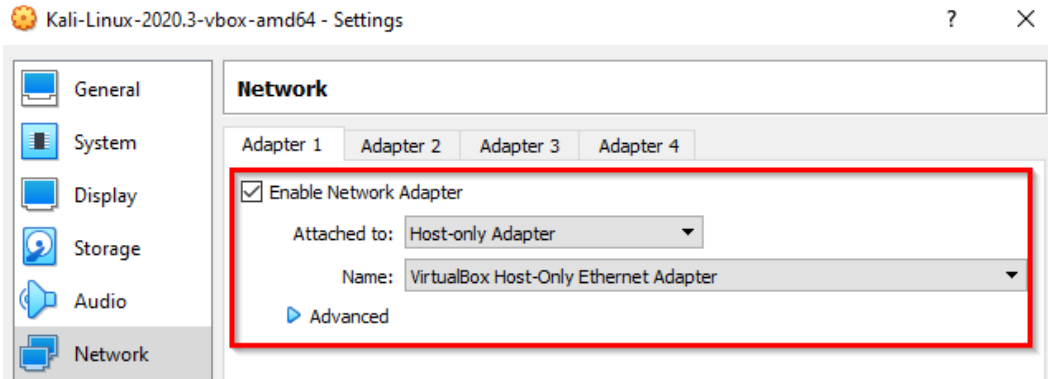 Kali-Linux-2020.3-vbox-amd64 - Settings ? ×
General
System
Display
Storage
Audio
Network
Network
Adapter 1 Adapter 2 Adapter 3 Adapter 4
Enable Network Adapter
Attached to: Host-only Adapter
Name: VirtualBox Host-Only Ethernet Adapter
Advanced